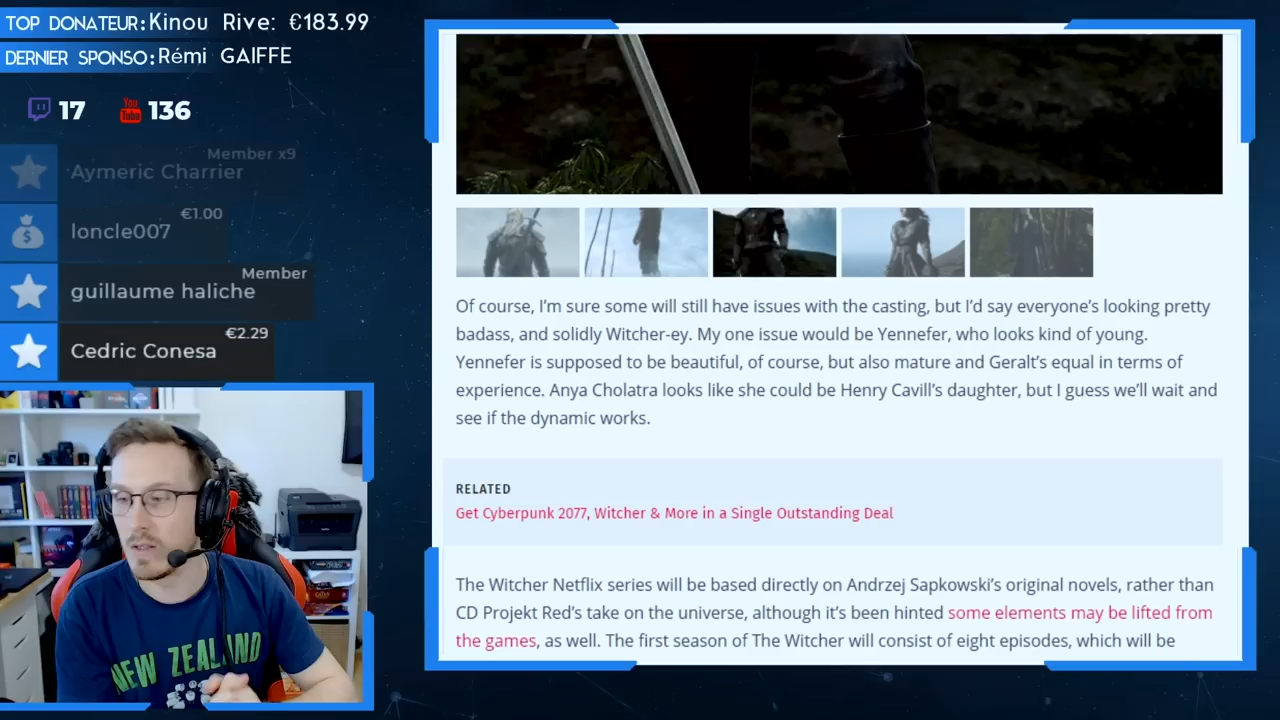 TOP DONATEUR:Kinou Rive: €183.99
DERNIER SPONSO:Rémi GAIFFE
17
You
Tube
136
Member x9
Aymeric Charrier
€1.00
loncle007
Member
guillaume haliche
€2.29
Cedric Conesa
NEW ZEALAND
Of course, I’m sure some will still have issues with the casting, but I’d say everyone’s looking pretty
badass, and solidly Witcher-ey. My one issue would be Yennefer, who looks kind of young.
Yennefer is supposed to be beautiful, of course, but also mature and Geralt’s equal in terms of
experience. Anya Cholatra looks like she could be Henry Cavill’s daughter, but I guess we’ll wait and
see if the dynamic works.
RELATED
Get Cyberpunk 2077, Witcher & More in a Single Outstanding Deal
The Witcher Netflix series will be based directly on Andrzej Sapkowski’s original novels, rather than
CD Projekt Red’s take on the universe, although it’s been hinted some elements may be lifted from
the games, as well. The first season of The Witcher will consist of eight episodes, which will be